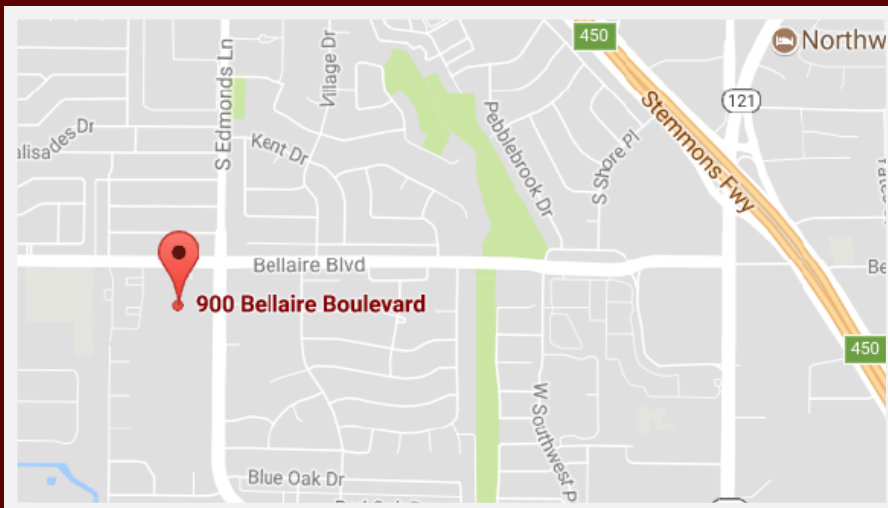 450
Northw
121
S Edmonds Ln
Village Dr
alisades Dr
Kent Dr
Pebblebrook Dr
S Shore Pl
Stemmons Fwy
Bellaire Blvd
Be
900 Bellaire Boulevard
450
W Southwest P
Blue Oak Dr